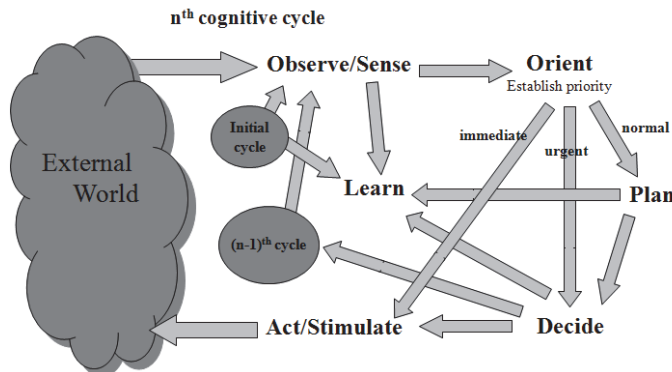 nth cognitive cycle
Observe/Sense
Orient
Establish priority
Initial
cycle
immediate
urgent
normal
External
World
Learn
Plan
(n-1)th cycle
Act/Stimulate
Decide